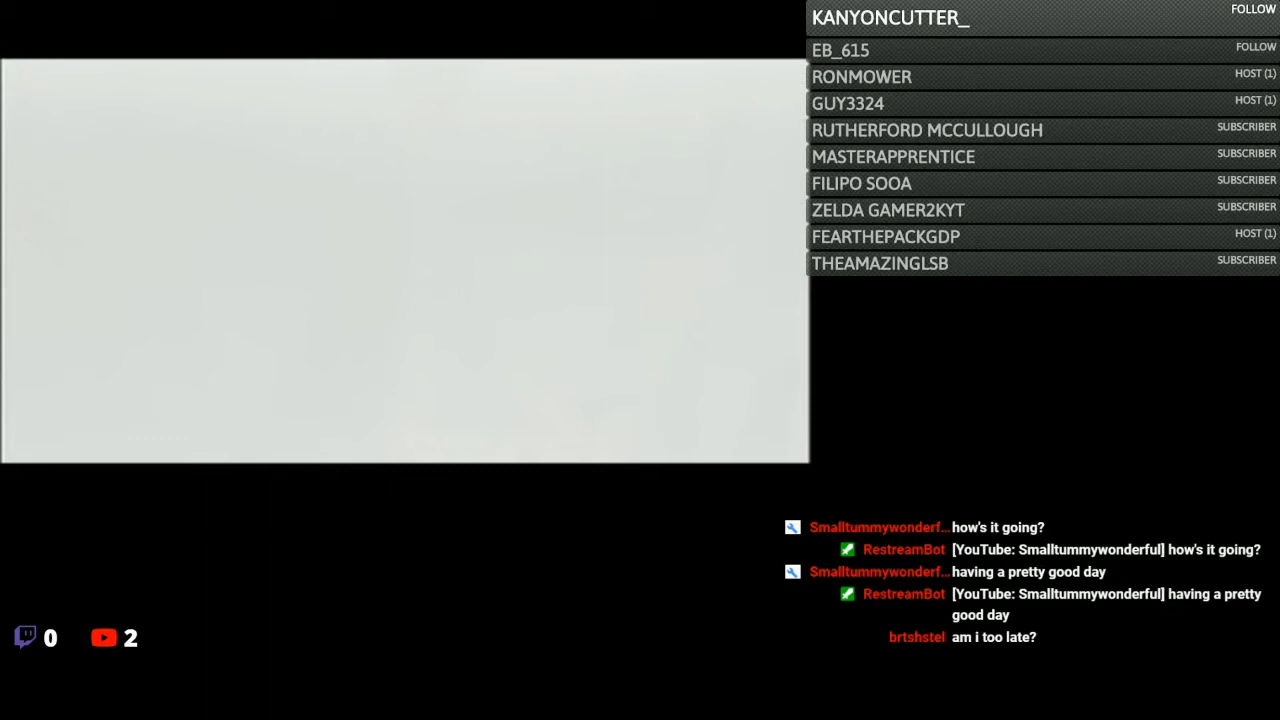 KANYONCUTTER_ FOLLOW
EB_615 FOLLOW
RONMOWER HOST (1)
GUY3324 HOST (1)
RUTHERFORD MCCULLOUGH SUBSCRIBER
MASTERAPPRENTICE SUBSCRIBER
FILIPO SOOA SUBSCRIBER
ZELDA GAMER2KYT SUBSCRIBER
FEARTHEPACKGDP HOST (1)
THEAMAZINGLSB SUBSCRIBER
Smalltummywonderf... how's it going?
RestreamBot [YouTube: Smalltummywonderful] how's it going?
Smalltummywonderf... having a pretty good day
RestreamBot [YouTube: Smalltummywonderful] having a pretty
good day
brtshstel am i too late?
0 2